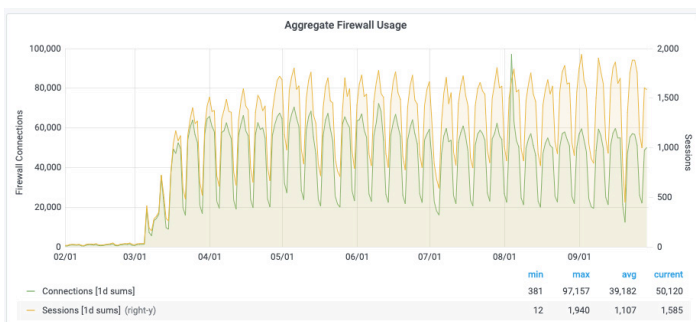 Aggregate Firewall Usage
100,000 2,000
80,000
1,500
60,000
1,000
40,000
500
20,000
0 0
Firewall Connections
Sessions
02/01 03/01 04/01 05/01 06/01 07/01 08/01 09/01
min max avg current
Connections [1d sums] 381 97,157 39,182 50,120
Sessions [1d sums] (right-y) 12 1,940 1,107 1,585